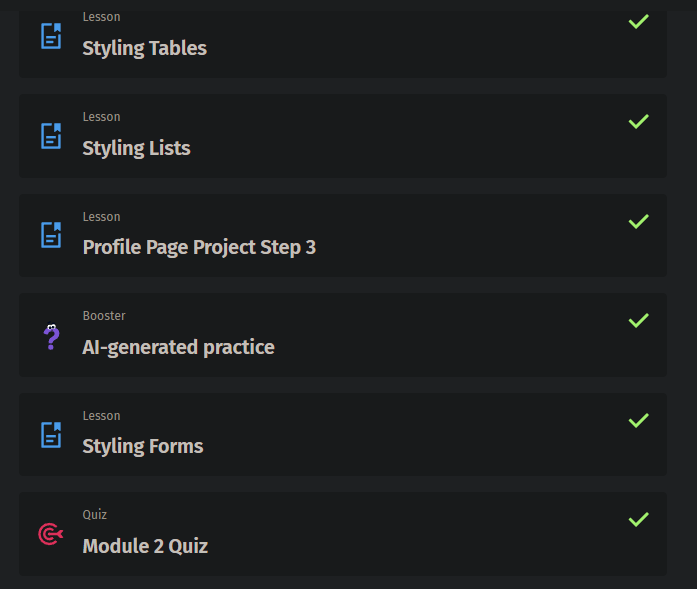 Lesson
Styling Tables
Lesson
Styling Lists
Lesson
Profile Page Project Step 3
Booster
AI-generated practice
Lesson
Styling Forms
Quiz
Module 2 Quiz